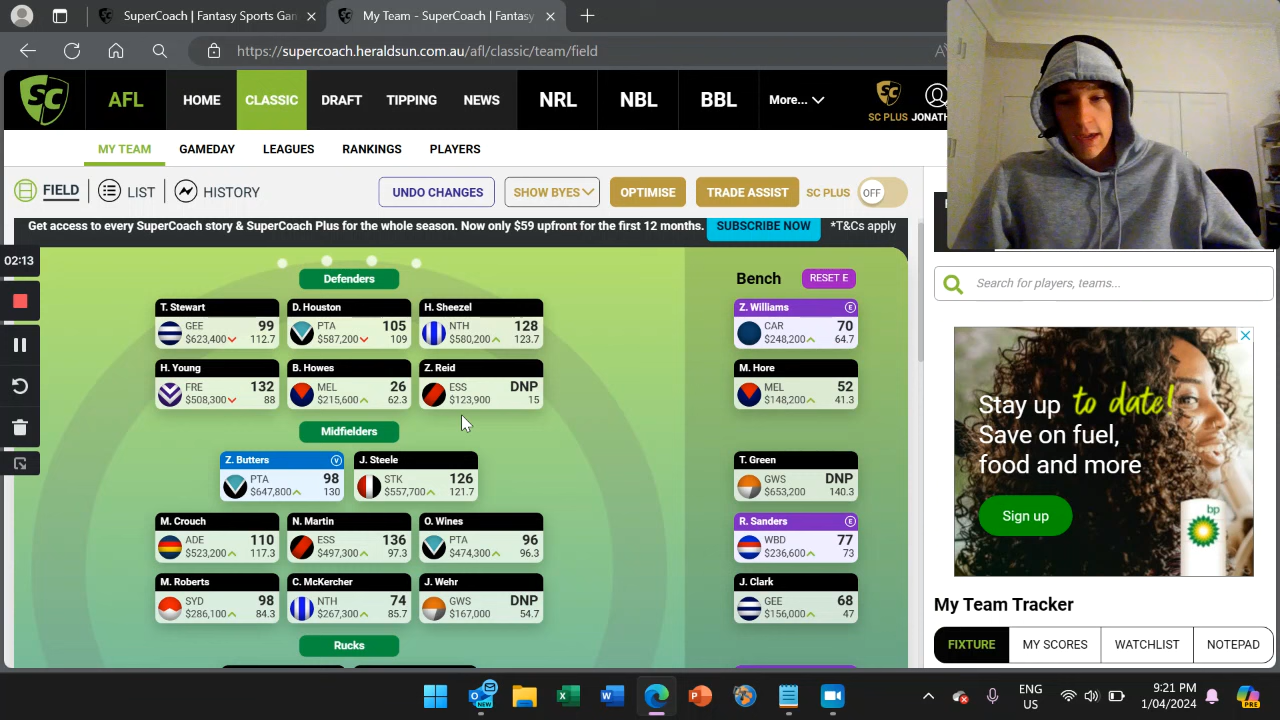 SuperCoach | Fantasy Sports Gam
My Team - SuperCoach | Fantasy
https://supercoach.heraldsun.com.au/afl/classic/team/field
SC AFL HOME CLASSIC DRAFT TIPPING NEWS NRL NBL BBL More... SC PLUS JONATH
MY TEAM GAMEDAY LEAGUES RANKINGS PLAYERS
FIELD LIST HISTORY UNDO CHANGES SHOW BYES OPTIMISE TRADE ASSIST SC PLUS OFF
Get access to every SuperCoach story & SuperCoach Plus for the whole season. Now only $59 upfront for the first 12 months. SUBSCRIBE NOW *T&Cs apply
02:13
Defenders
Bench RESET E
T. Stewart
GEE 99
$623,400 112.7
D. Houston
PTA 105
$587,200 109
H. Sheezel
NTH 128
$580,200 123.7
Z. Williams E
CAR 70
$248,200 64.7
H. Young
FRE 132
$508,300 88
B. Howes
MEL 26
$215,600 62.3
Z. Reid
ESS DNP
$123,900 15
M. Hore
MEL 52
$148,200 41.3
Midfielders
Z. Butters V
PTA 98
$647,800 130
J. Steele
STK 126
$557,700 121.7
T. Green
GWS DNP
$653,200 140.3
M. Crouch
ADE 110
$523,200 117.3
N. Martin
ESS 136
$497,300 97.3
O. Wines
PTA 96
$474,300 96.3
R. Sanders E
WBD 77
$236,600 73
M. Roberts
SYD 98
$286,100 84.3
C. McKercher
NTH 74
$267,300 85.7
J. Wehr
GWS DNP
$167,000 54.7
J. Clark
GEE 68
$156,000 47
Rucks
Search for players, teams...
Stay up to date!
Save on fuel,
food and more
Sign up
bp
My Team Tracker
FIXTURE MY SCORES WATCHLIST NOTEPAD
NEW
ENG
US
9:21 PM
1/04/2024
PRE